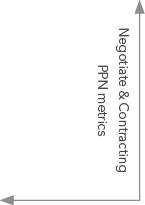 Negotiate & Contracting
PPN metrics